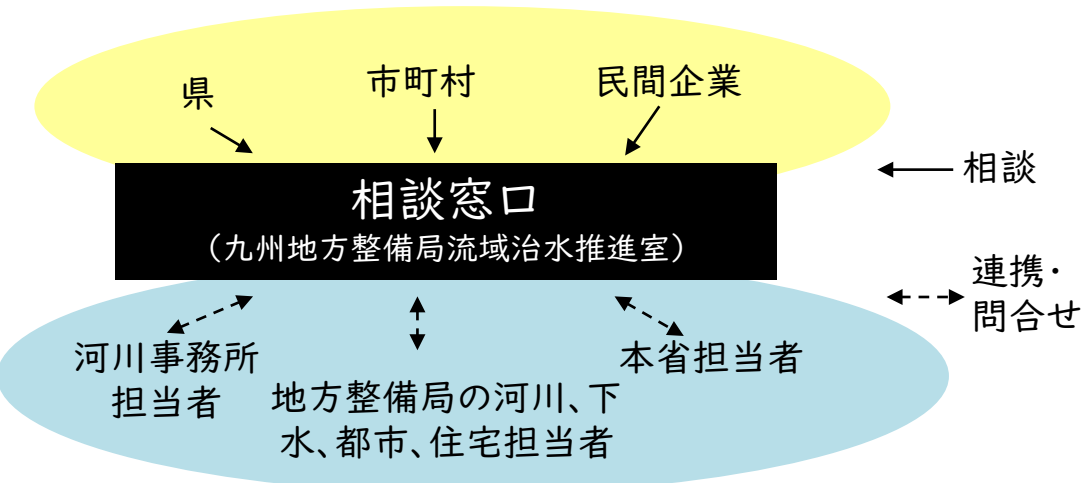 県
市町村
民間企業
相談窓口
（九州地方整備局流域治水推進室）
相談
連携・
問合せ
河川事務所
担当者
地方整備局の河川、下
水、都市、住宅担当者
本省担当者